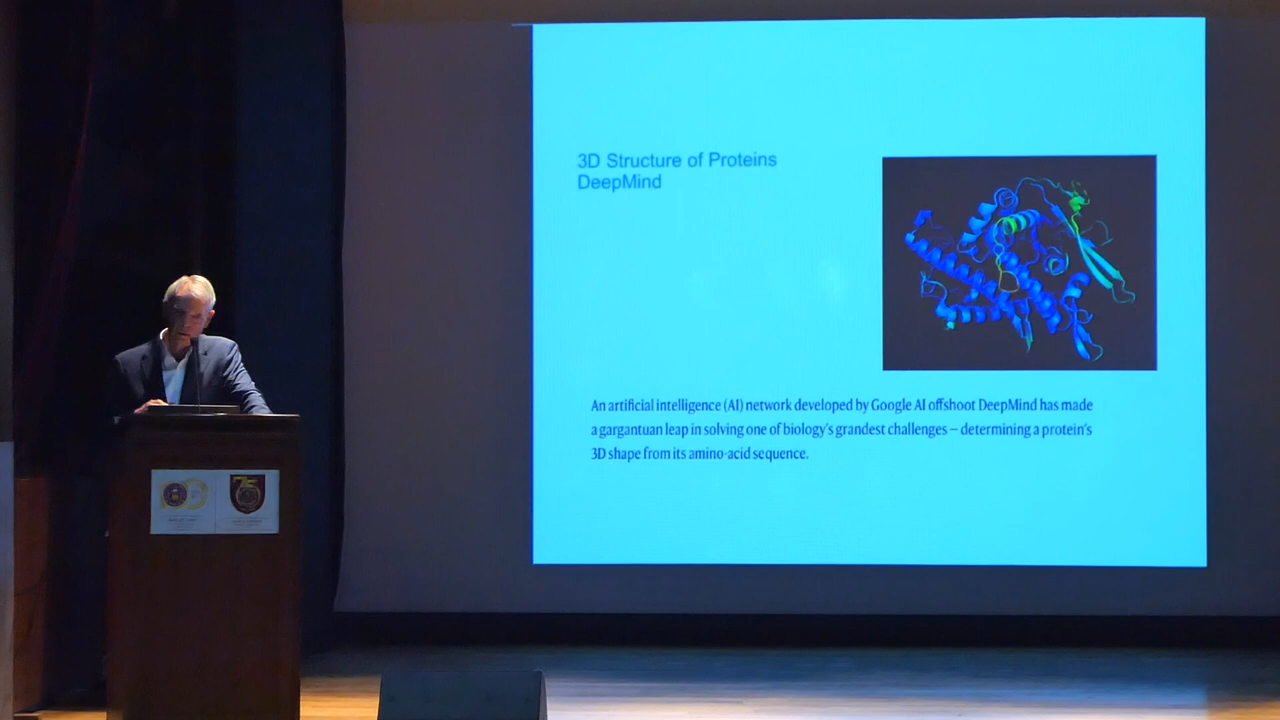 3D Structure of Proteins
DeepMind
An artificial intelligence (AI) network developed by Google AI offshoot DeepMind has made
a gargantuan leap in solving one of biology's grandest challenges – determining a protein's
3D shape from its amino-acid sequence.
75